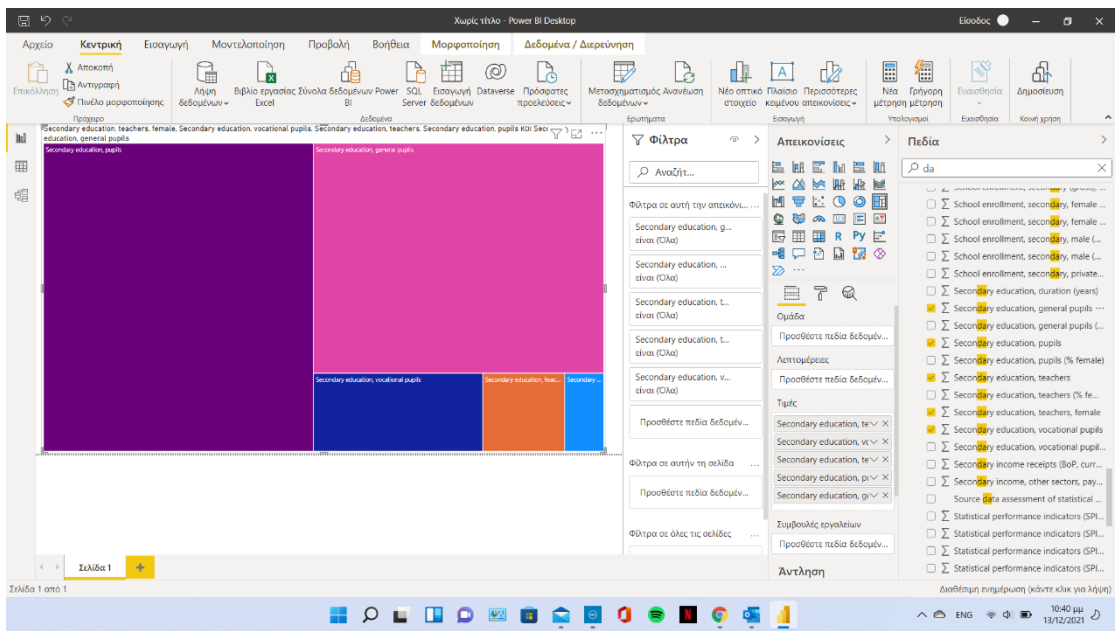 Χωρίς τίτλο - Power BI Desktop
Είσοδος
Αρχείο Κεντρική Εισαγωγή Μοντελοποίηση Προβολή Βοήθεια Μορφοποίηση Δεδομένα / Διερεύνηση
Επικόλληση
Αποκοπή
Αντιγραφή
Πινέλο μορφοποίησης
Πρόχειρο
Λήψη δεδομένων
Βιβλίο εργασίας Excel
Σύνολα δεδομένων Power BI
SQL Server
Εισαγωγή δεδομένων
Dataverse
Πρόσφατες προελεύσεις
Δεδομένα
Μετασχηματισμός δεδομένων
Ανανέωση
Ερωτήματα
Νέο οπτικό στοιχείο
Πλαίσιο κειμένου
Περισσότερες απεικονίσεις
Εισαγωγή
Νέα μέτρηση
Γρήγορη μέτρηση
Υπολογισμοί
Ευαισθησία
Ευαισθησία
Δημοσίευση
Κοινή χρήση
Secondary education, teachers, female, Secondary education, vocational pupils, Secondary education, teachers, Secondary education, pupils και Seco
education, general pupils
Secondary education, pupils
Secondary education, general pupils
Secondary education, vocational pupils
Secondary education, teac...
Secondary ...
Φίλτρα
Αναζήτ...
Φίλτρα σε αυτή την απεικόνι... ...
Secondary education, g...
είναι (Όλα)
Secondary education, ...
είναι (Όλα)
Secondary education, t...
είναι (Όλα)
Secondary education, t...
είναι (Όλα)
Secondary education, v...
είναι (Όλα)
Προσθέστε πεδία δεδομέν...
Φίλτρα σε αυτήν τη σελίδα ...
Προσθέστε πεδία δεδομέν...
Φίλτρα σε όλες τις σελίδες ...
Απεικονίσεις
R Py
...
Ομάδα
Προσθέστε πεδία δεδομέν...
Λεπτομέρειες
Προσθέστε πεδία δεδομέν...
Τιμές
Secondary education, te
Secondary education, vc
Secondary education, te
Secondary education, pι
Secondary education, gι
Συμβουλές εργαλείων
Προσθέστε πεδία δεδομέν...
Άντληση
Πεδία
da
School enrollment, secondary (gross), ...
School enrollment, secondary, female ...
School enrollment, secondary, female ...
School enrollment, secondary, male (...
School enrollment, secondary, male (...
School enrollment, secondary, private...
Secondary education, duration (years)
Secondary education, general pupils ...
Secondary education, general pupils (...
Secondary education, pupils
Secondary education, pupils (% female)
Secondary education, teachers
Secondary education, teachers (% fe...
Secondary education, teachers, female
Secondary education, vocational pupils
Secondary education, vocational pupil...
Secondary income receipts (BoP, curr...
Secondary income, other sectors, pay...
Source data assessment of statistical ...
Statistical performance indicators (SPI...
Statistical performance indicators (SPI...
Statistical performance indicators (SPI...
Statistical performance indicators (SPI...
Σελίδα 1
Σελίδα 1 από 1
Διαθέσιμη ενημέρωση (κάντε κλικ για λήψη)
ENG
10:40 μμ
13/12/2021